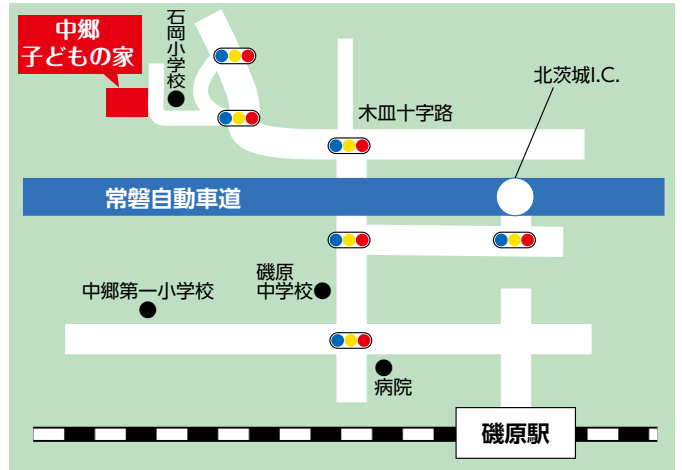 中郷
子どもの家
石岡小学校
北茨城I.C.
木皿十字路
常磐自動車道
磯原
中学校
中郷第一小学校
病院
磯原駅